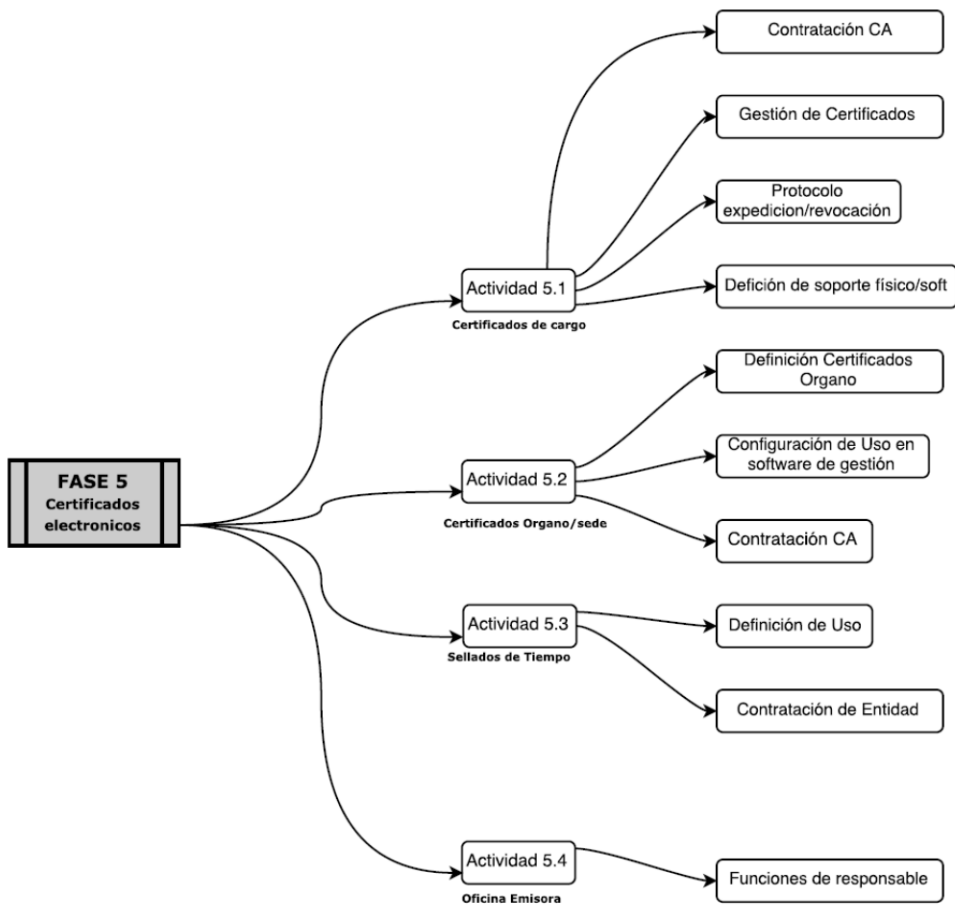 Contratación CA
Gestión de Certificados
Protocolo
expedicion/revocación
Actividad 5.1
Defición de soporte físico/soft
Certificados de cargo
Definición Certificados
Organo
FASE 5
Certificados
electronicos
Actividad 5.2
Configuración de Uso en
software de gestión
Certificados Organo/sede
Contratación CA
Actividad 5.3
Definición de Uso
Sellados de Tiempo
Contratación de Entidad
Actividad 5.4
Funciones de responsable
Oficina Emisora